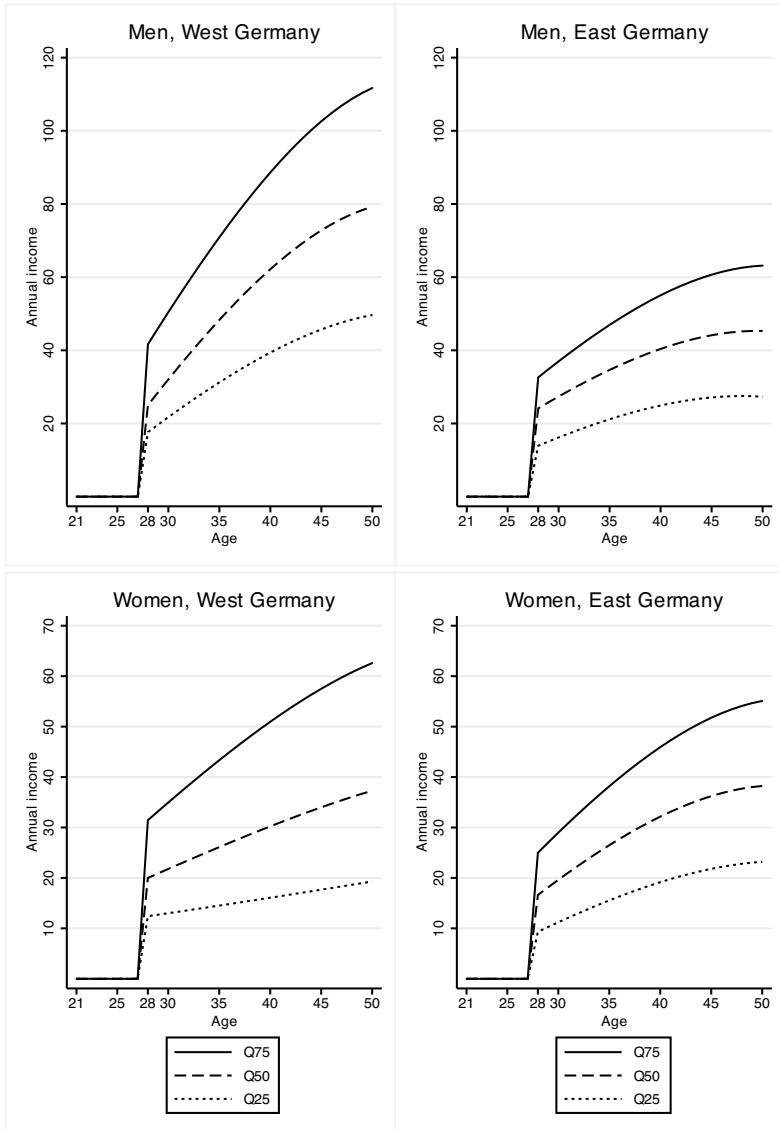 Men, West Germany
120
100
80
60
40
20
Annual income
21 25 28 30 35 40 45 50
Age
Men, East Germany
120
100
80
60
40
20
Annual income
21 25 28 30 35 40 45 50
Age
Women, West Germany
70
60
50
40
30
20
10
Annual income
21 25 28 30 35 40 45 50
Age
Q75
Q50
Q25
Women, East Germany
70
60
50
40
30
20
10
Annual income
21 25 28 30 35 40 45 50
Age
Q75
Q50
Q25